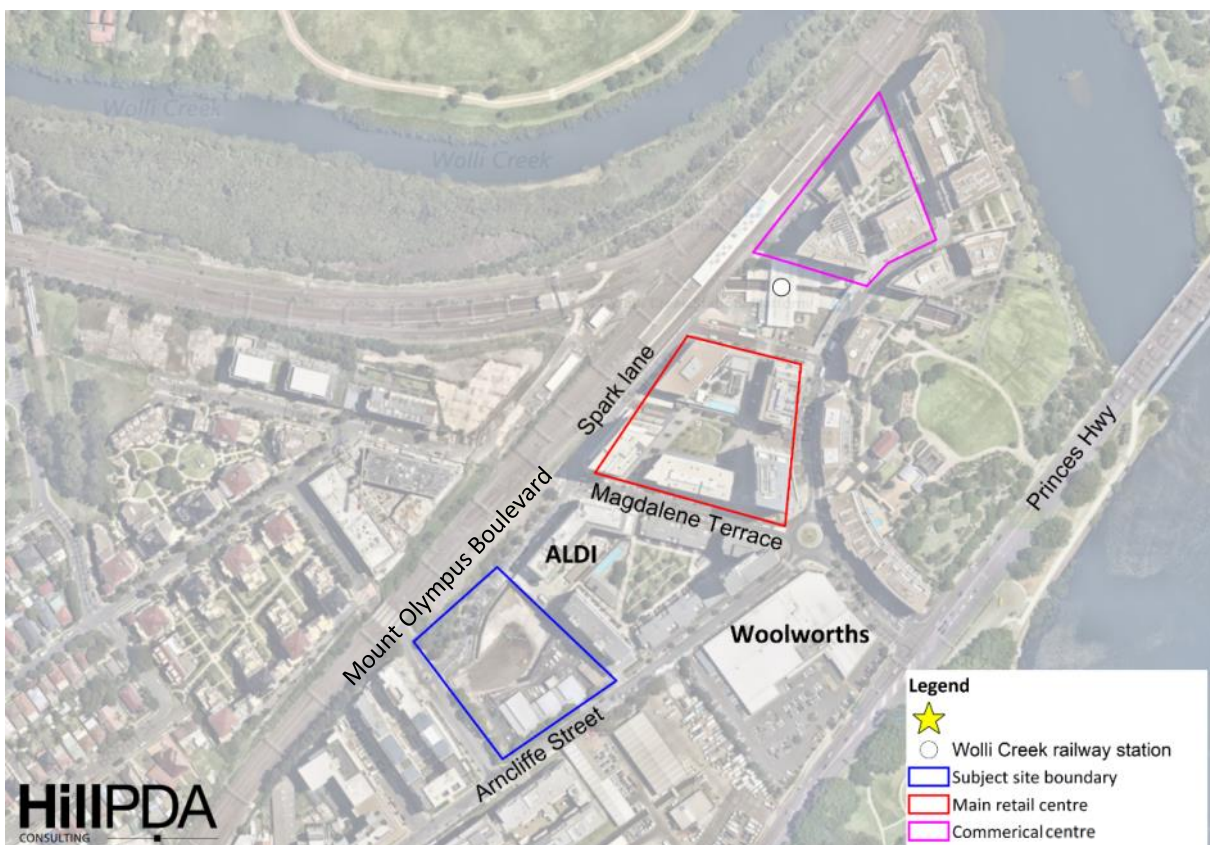 Wolli Creek
Wolli Creek
Spark lane
Princes Hwy
Magdalene Terrace
Mount Olympus Boulevard
ALDI
Woolworths
Arncliffe Street
Legend
Wolli Creek railway station
Subject site boundary
Main retail centre
Commerical centre
HillPDA
CONSULTING